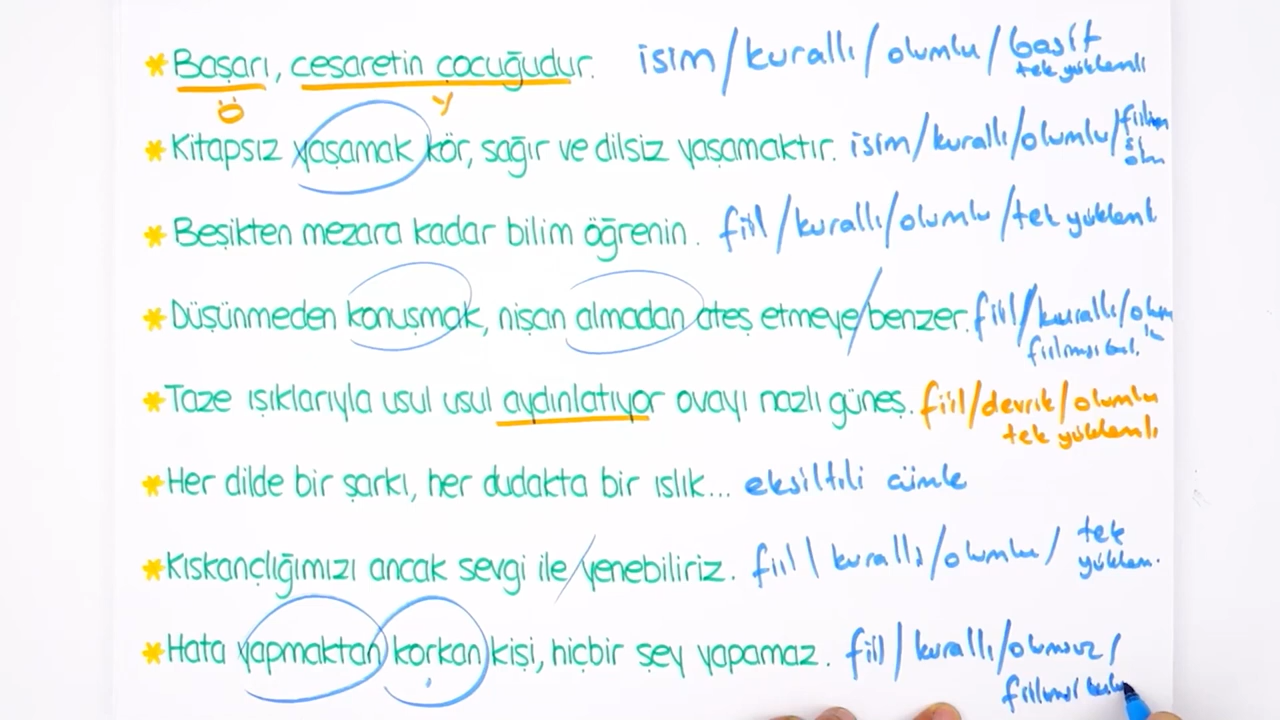 * Başarı, cesaretin çocuğudur. isim/kurallı/olumlu/basit
tek yüklemli
Ö y
* Kitapsız yaşamak kör, sağır ve dilsiz yaşamaktır. isim/kurallı/olumlu/
* Beşikten mezara kadar bilim öğrenin. fiil/kurallı/olumlu/tek yüklemli
* Düşünmeden konuşmak, nişan almadan ateş etmeye/benzer. fiil/kurallı/olum
fiilimsi bul.
* Taze ışıklarıyla usul usul aydınlatıyor ovayı nazlı güneş. fiil/devrik/olumlu
tek yüklemli
* Her dilde bir şarkı, her dudakta bir ıslık... eksiltili cümle
* Kıskançlığımızı ancak sevgi ile/yenebiliriz. fiil/kurallı/olumlu/ tek
yüklem.
* Hata yapmaktan korkan kişi, hiçbir şey yapamaz. fiil/kurallı/olumsuz/
fiilimsi